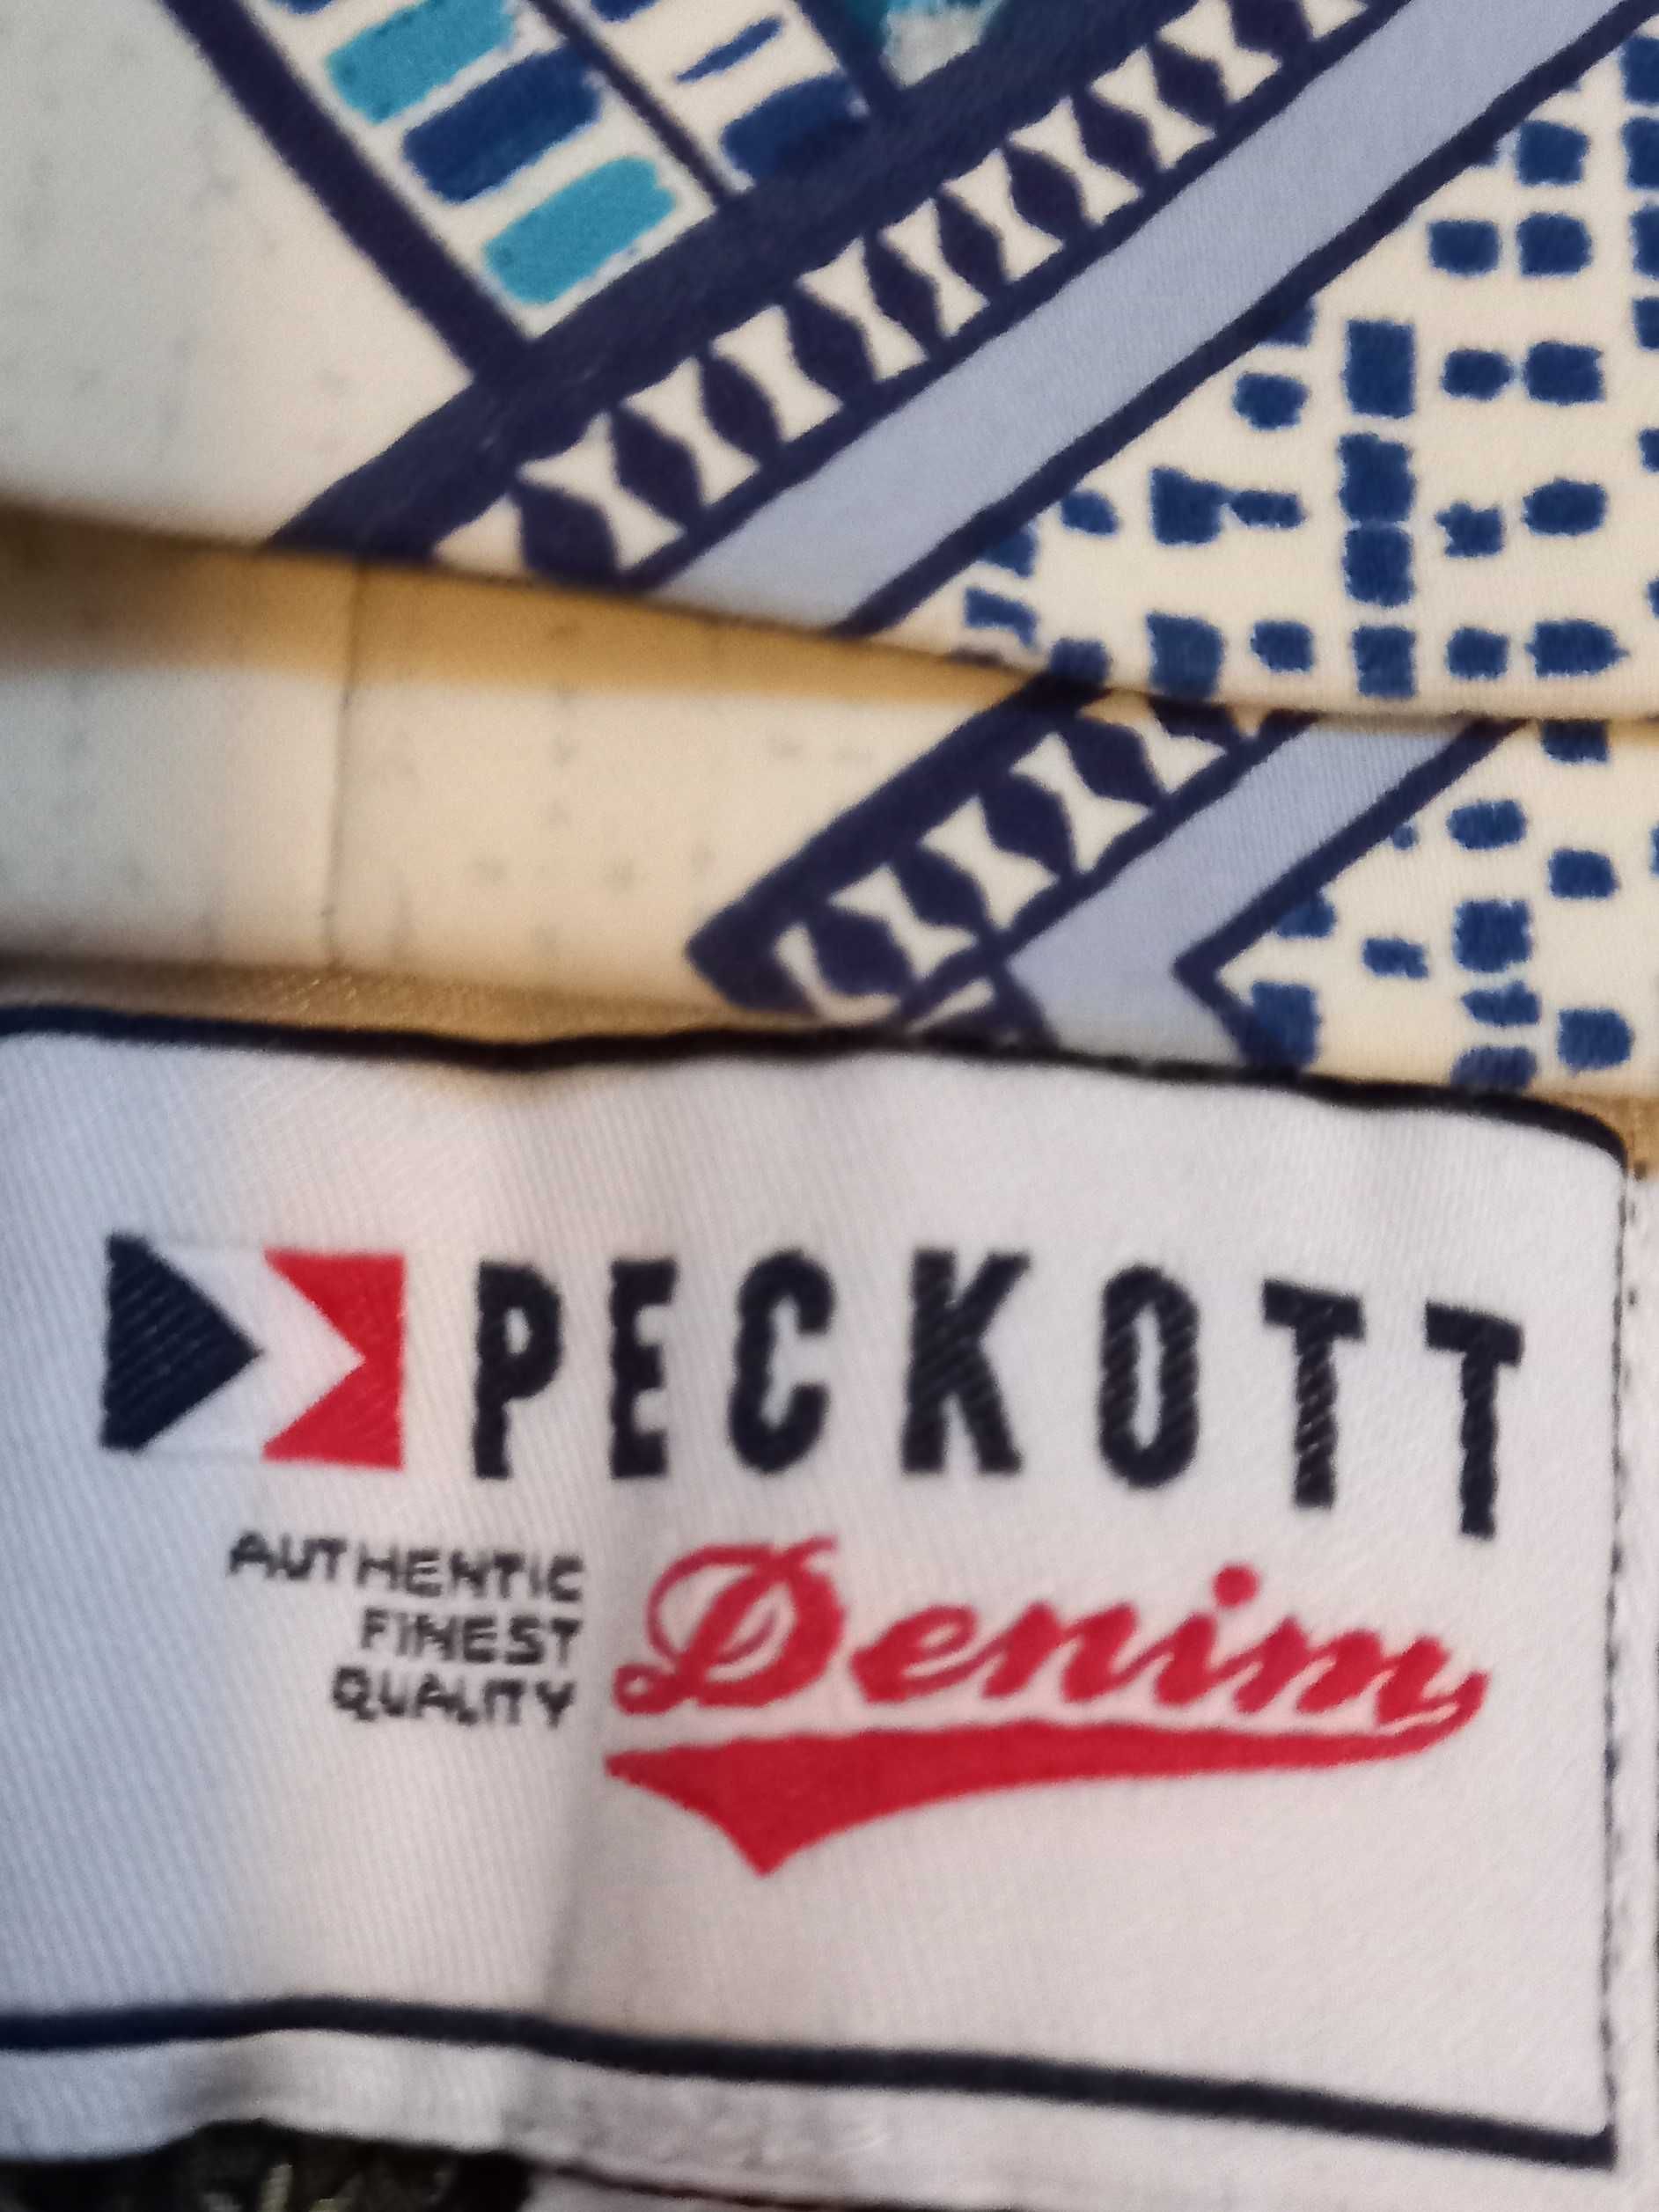 PECKOTT
AUTHENTIC
FINEST
QUALITY
Denim